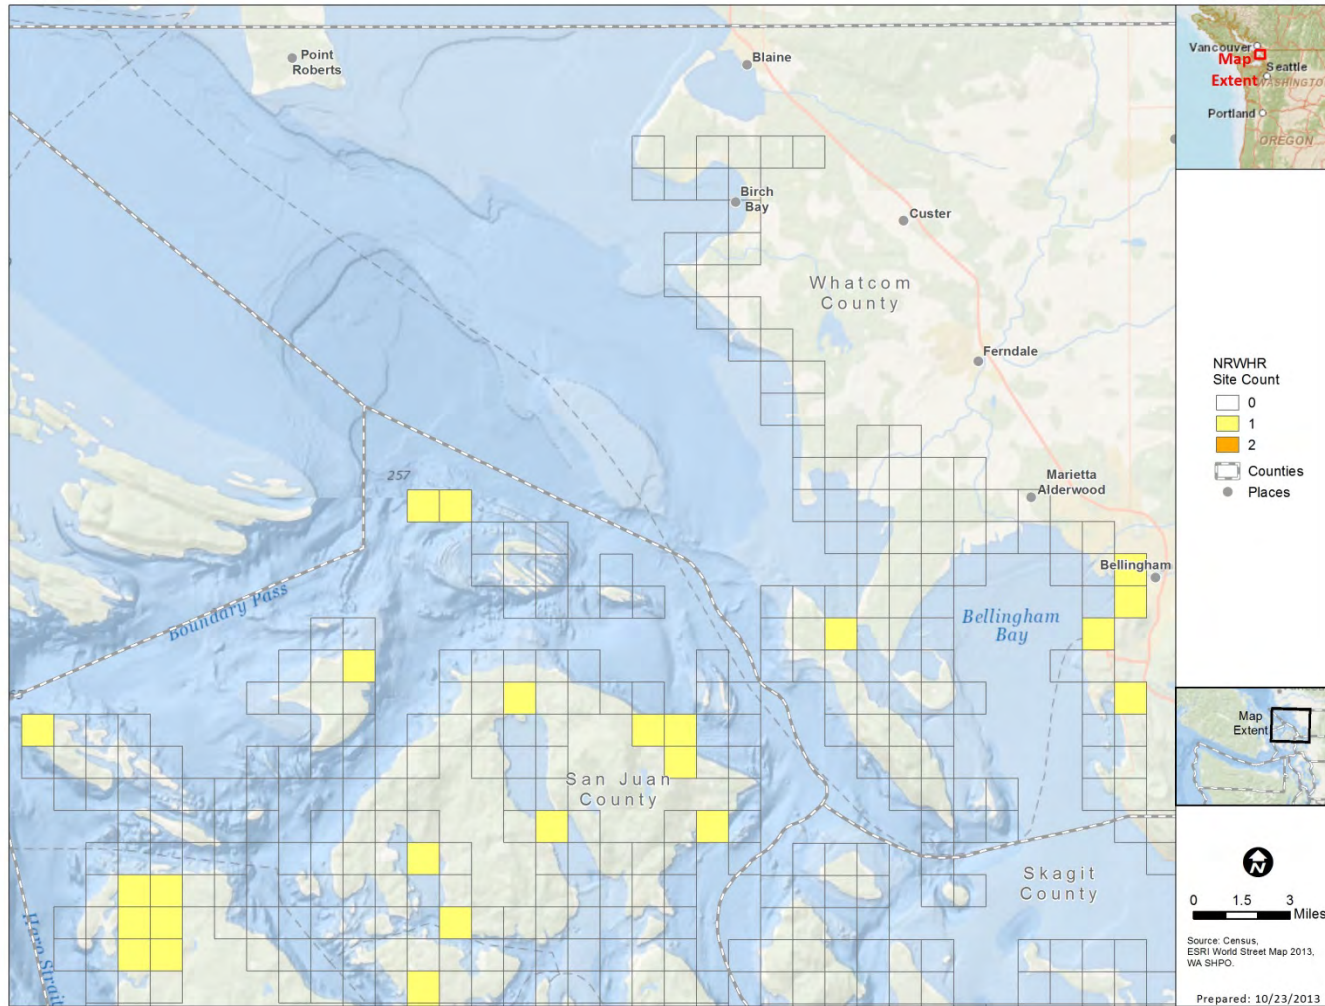 Point
Roberts
Blaine
Birch
Bay
Custer
Whatcom
County
Ferndale
257
Marietta
Alderwood
Boundary Pass
Bellingham
Bellingham
Bay
San Juan
County
Skagit
County
Haro Strait
Vancouver
Map
Extent
Seattle
WASHINGTO
Portland
OREGON
NRWHR
Site Count
0
1
2
Counties
Places
Map
Extent
N
0 1.5 3
Miles
Source: Census,
ESRI World Street Map 2013,
WA SHPO.
Prepared: 10/23/2013